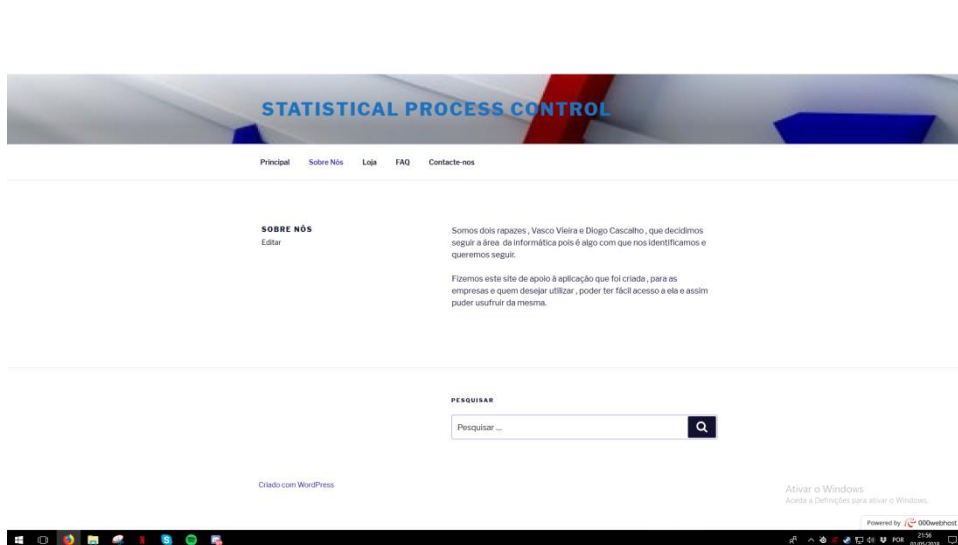 STATISTICAL PROCESS CONTROL
Principal Sobre Nós Loja FAQ Contacte-nos
SOBRE NÓS
Editar
Somos dois rapazes , Vasco Vieira e Diogo Cascalho , que decidimos
seguir a área da informática pois é algo com que nos identificamos e
queremos seguir.
Fizemos este site de apoio à aplicação que foi criada , para as
empresas e quem desejar utilizar , poder ter fácil acesso a ela e assim
puder usufruir da mesma.
PESQUISAR
Pesquisar ...
Criado com WordPress
Ativar o Windows
Aceda a Definições para ativar o Windows.
Powered by 000webhost
POR
21:56
01/05/2018